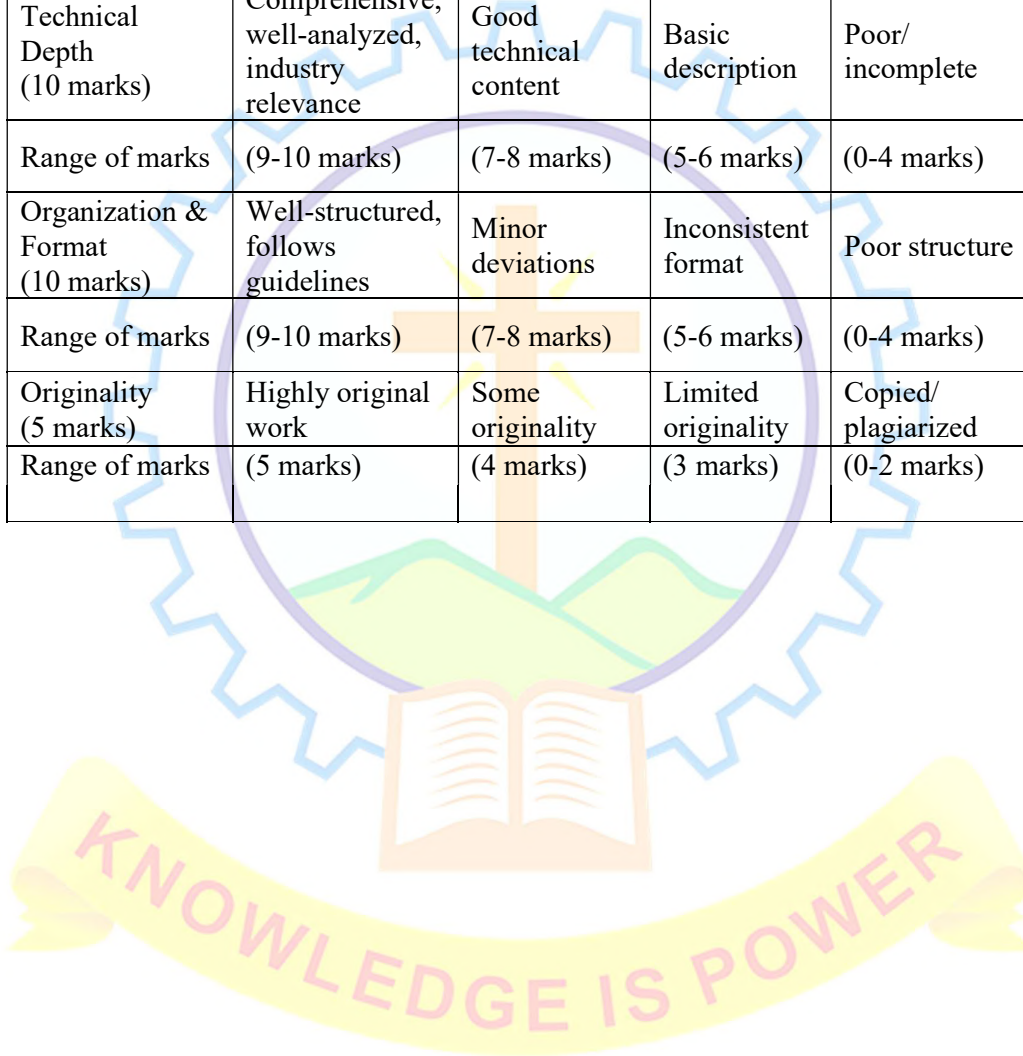 Technical
Depth
(10 marks)
Comprehensive,
well-analyzed,
industry
relevance
Good
technical
content
Basic
description
Poor/
incomplete
Range of marks (9-10 marks) (7-8 marks) (5-6 marks) (0-4 marks)
Organization &
Format
(10 marks)
Well-structured,
follows
guidelines
Minor
deviations
Inconsistent
format
Poor structure
Range of marks (9-10 marks) (7-8 marks) (5-6 marks) (0-4 marks)
Originality
(5 marks)
Highly original
work
Some
originality
Limited
originality
Copied/
plagiarized
Range of marks (5 marks) (4 marks) (3 marks) (0-2 marks)
KNOWLEDGE IS POWER